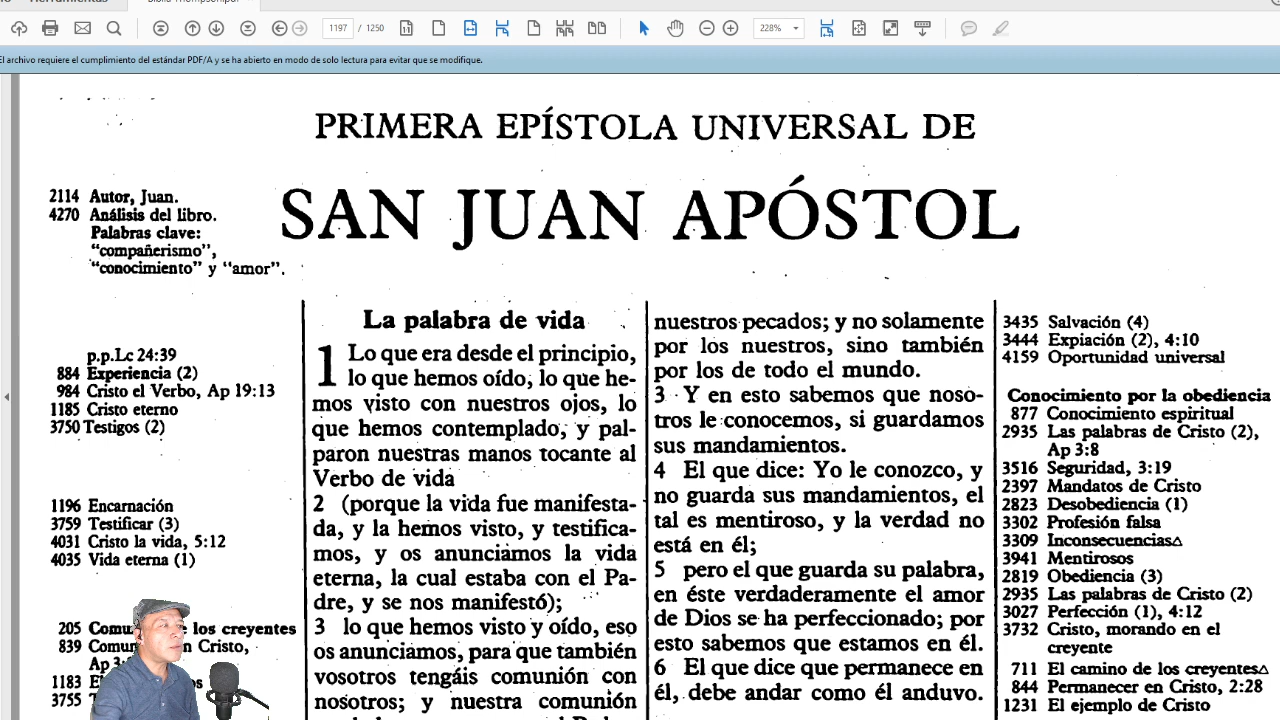 Herramientas
1197 / 1250
228%
El archivo requiere el cumplimiento del estándar PDF/A y se ha abierto en modo de solo lectura para evitar que se modifique.
PRIMERA EPÍSTOLA UNIVERSAL DE
SAN JUAN APÓSTOL
2114 Autor, Juan.
4270 Análisis del libro.
Palabras clave:
“compañerismo”,
“conocimiento” y “amor”.
p.p.Lc 24:39
884 Experiencia (2)
984 Cristo el Verbo, Ap 19:13
1185 Cristo eterno
3750 Testigos (2)
1196 Encarnación
3759 Testificar (3)
4031 Cristo la vida, 5:12
4035 Vida eterna (1)
205 los creyentes
839 Cristo,
1183
3755
La palabra de vida
1 Lo que era desde el principio,
lo que hemos oído, lo que he-
mos visto con nuestros ojos, lo
que hemos contemplado, y pal-
paron nuestras manos tocante al
Verbo de vida
2 (porque la vida fue manifesta-
da, y la hemos visto, y testifica-
mos, y os anunciamos la vida
eterna, la cual estaba con el Pa-
dre, y se nos manifestó);
3 lo que hemos visto y oído, eso
os anunciamos, para que también
vosotros tengáis comunión con
nosotros; y nuestra comunión
nuestros pecados; y no solamente
por los nuestros, sino también
por los de todo el mundo.
3 Y en esto sabemos que noso-
tros le conocemos, si guardamos
sus mandamientos.
4 El que dice: Yo le conozco, y
no guarda sus mandamientos, el
tal es mentiroso, y la verdad no
está en él;
5 pero el que guarda su palabra,
en éste verdaderamente el amor
de Dios se ha perfeccionado; por
esto sabemos que estamos en él.
6 El que dice que permanece en
él, debe andar como él anduvo.
3435 Salvación (4)
3444 Expiación (2), 4:10
4159 Oportunidad universal
Conocimiento por la obediencia
877 Conocimiento espiritual
2935 Las palabras de Cristo (2),
Ap 3:8
3516 Seguridad, 3:19
2397 Mandatos de Cristo
2823 Desobediencia (1)
3302 Profesión falsa
3309 Inconsecuencias△
3941 Mentirosos
2819 Obediencia (3)
2935 Las palabras de Cristo (2)
3027 Perfección (1), 4:12
3732 Cristo, morando en el
creyente
711 El camino de los creyentes△
844 Permanecer en Cristo, 2:28
1231 El ejemplo de Cristo